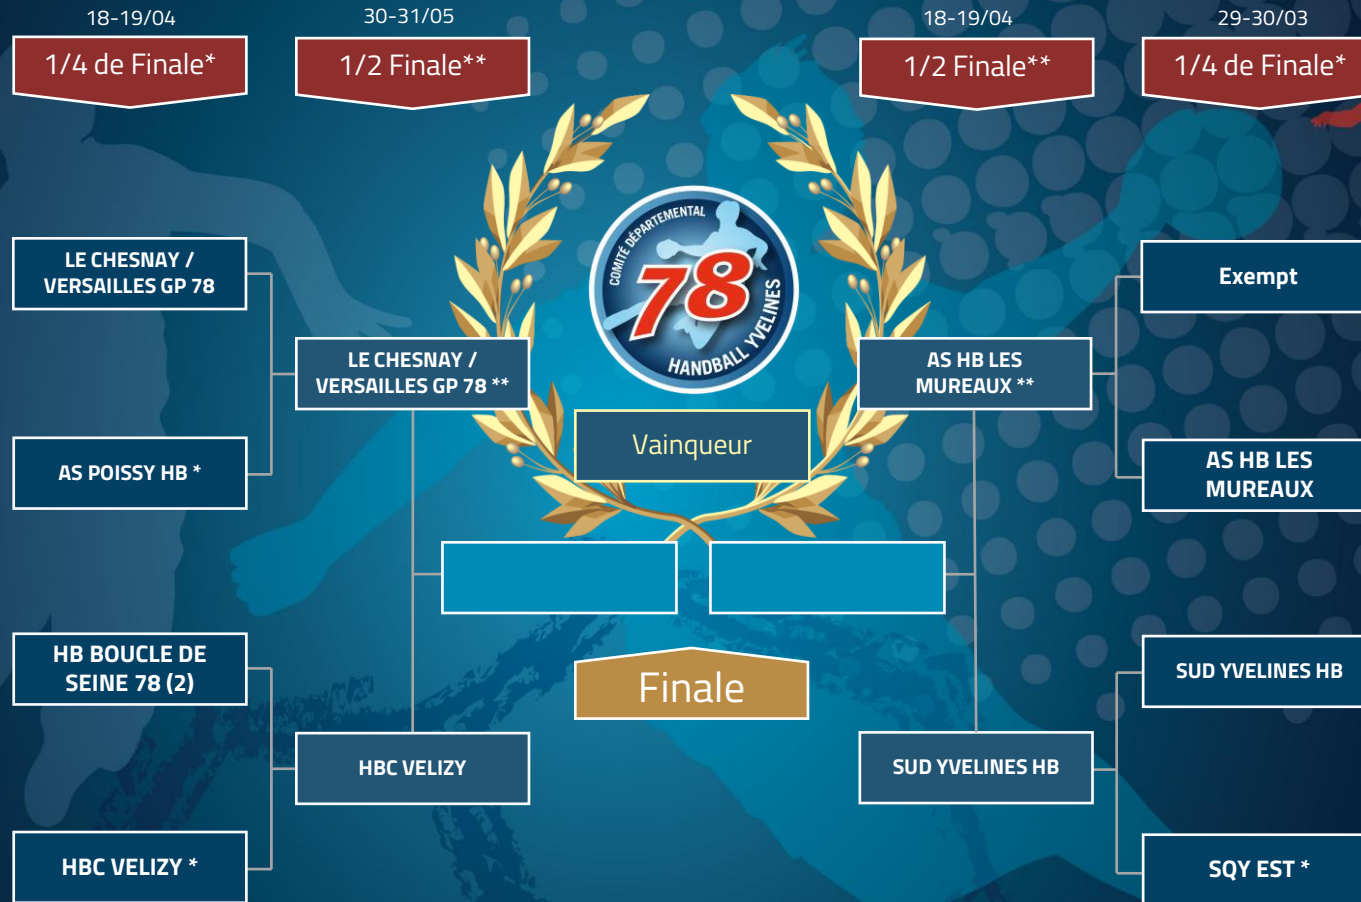 18-19/04
30-31/05
18-19/04
29-30/03
1/4 de Finale*
1/2 Finale**
1/2 Finale**
1/4 de Finale*
COMITÉ DÉPARTEMENTAL
78
HANDBALL YVELINES
LE CHESNAY /
VERSAILLES GP 78
Exempt
LE CHESNAY /
VERSAILLES GP 78 **
AS HB LES
MUREAUX **
Vainqueur
AS POISSY HB *
AS HB LES
MUREAUX
HB BOUCLE DE
SEINE 78 (2)
Finale
SUD YVELINES HB
HBC VELIZY
SUD YVELINES HB
HBC VELIZY *
SQY EST *